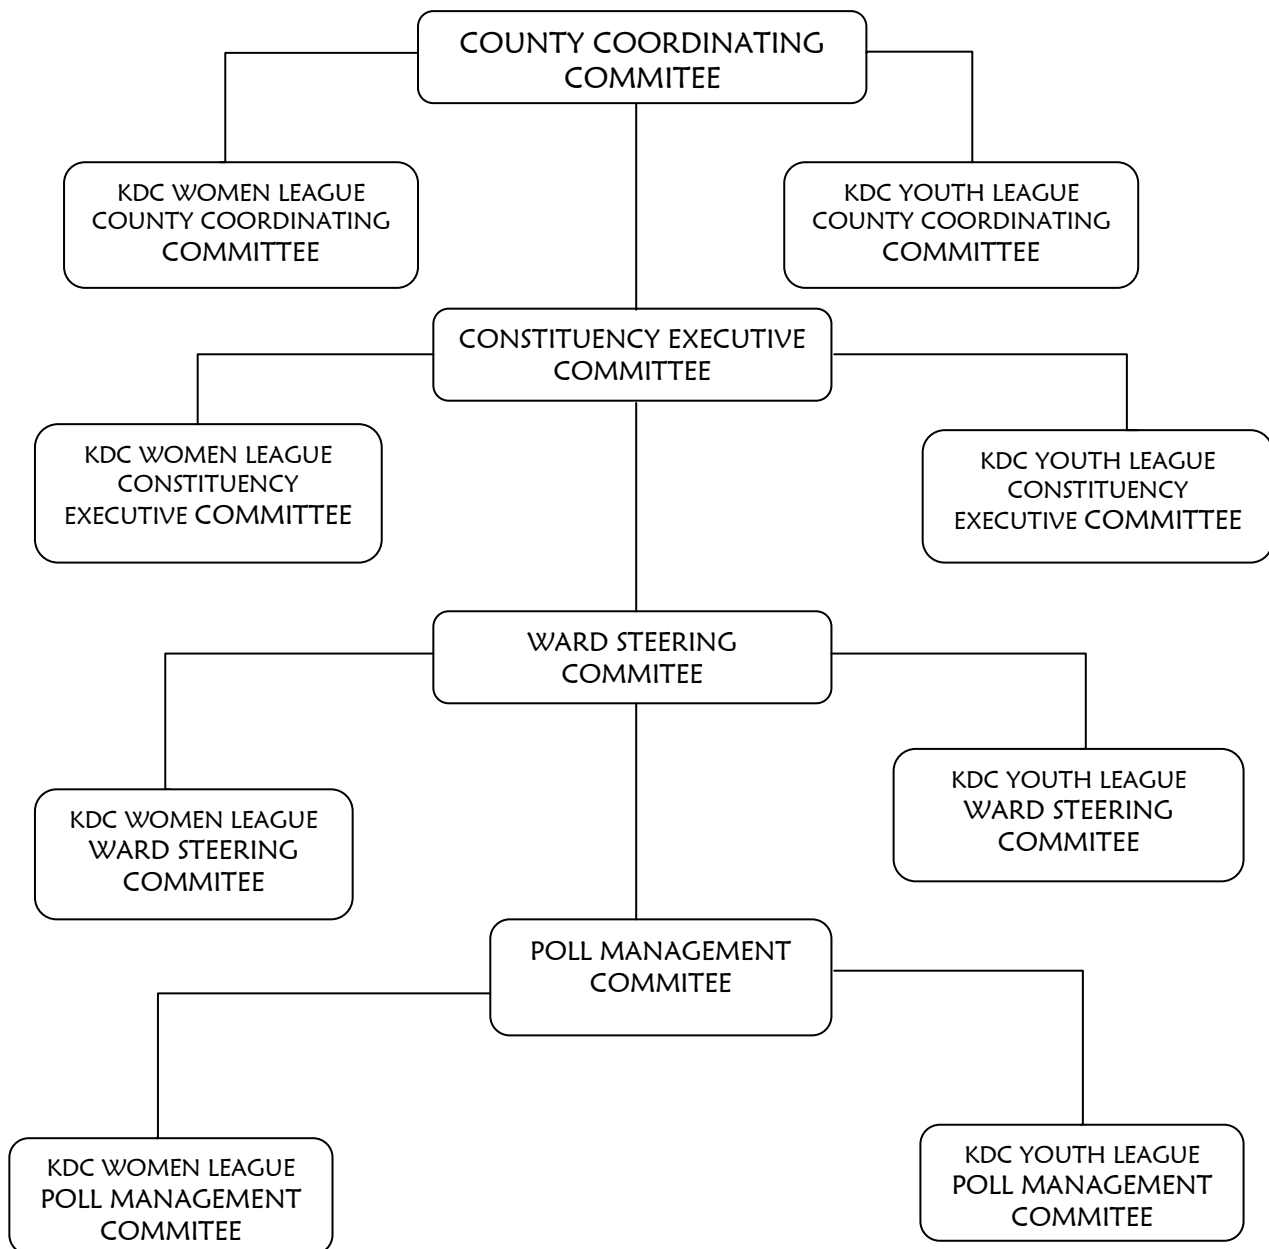 COUNTY COORDINATING
COMMITEE
KDC WOMEN LEAGUE
COUNTY COORDINATING
COMMITTEE
KDC YOUTH LEAGUE
COUNTY COORDINATING
COMMITTEE
CONSTITUENCY EXECUTIVE
COMMITTEE
KDC WOMEN LEAGUE
CONSTITUENCY
EXECUTIVE COMMITTEE
KDC YOUTH LEAGUE
CONSTITUENCY
EXECUTIVE COMMITTEE
WARD STEERING
COMMITEE
KDC WOMEN LEAGUE
WARD STEERING
COMMITEE
KDC YOUTH LEAGUE
WARD STEERING
COMMITEE
POLL MANAGEMENT
COMMITEE
KDC WOMEN LEAGUE
POLL MANAGEMENT
COMMITEE
KDC YOUTH LEAGUE
POLL MANAGEMENT
COMMITEE